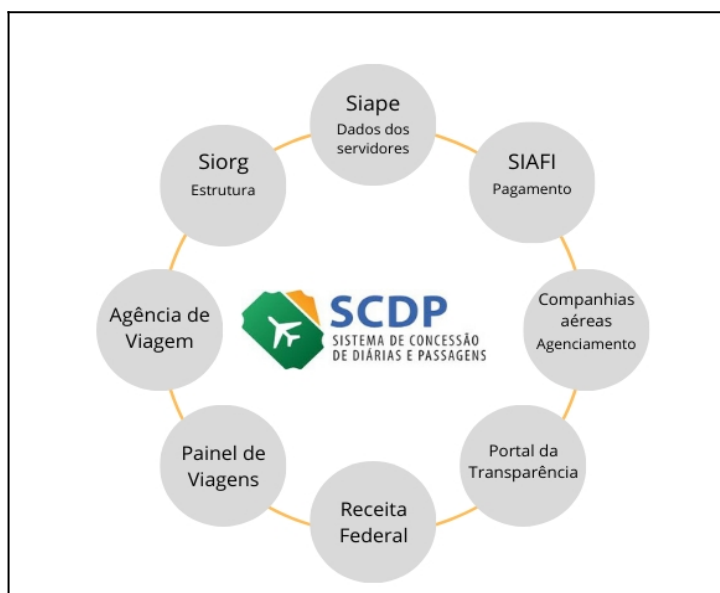 Siape
Dados dos
servidores
SIAFI
Pagamento
Companhias
aéreas
Agenciamento
Portal da
Transparência
Receita
Federal
Painel de
Viagens
Agência de
Viagem
Siorg
Estrutura
SCDP
SISTEMA DE CONCESSÃO
DE DIÁRIAS E PASSAGENS